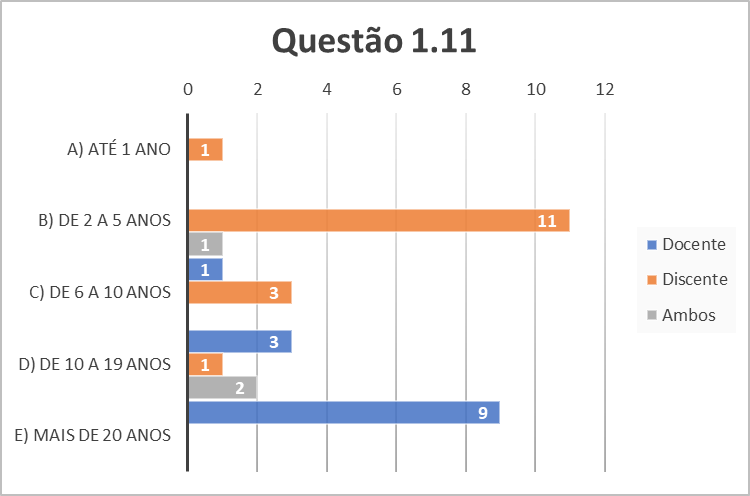 Questão 1.11
0 2 4 6 8 10 12
A) ATÉ 1 ANO
1
B) DE 2 A 5 ANOS
11
1
1
C) DE 6 A 10 ANOS
3
3
D) DE 10 A 19 ANOS
1
2
9
E) MAIS DE 20 ANOS
Docente
Discente
Ambos